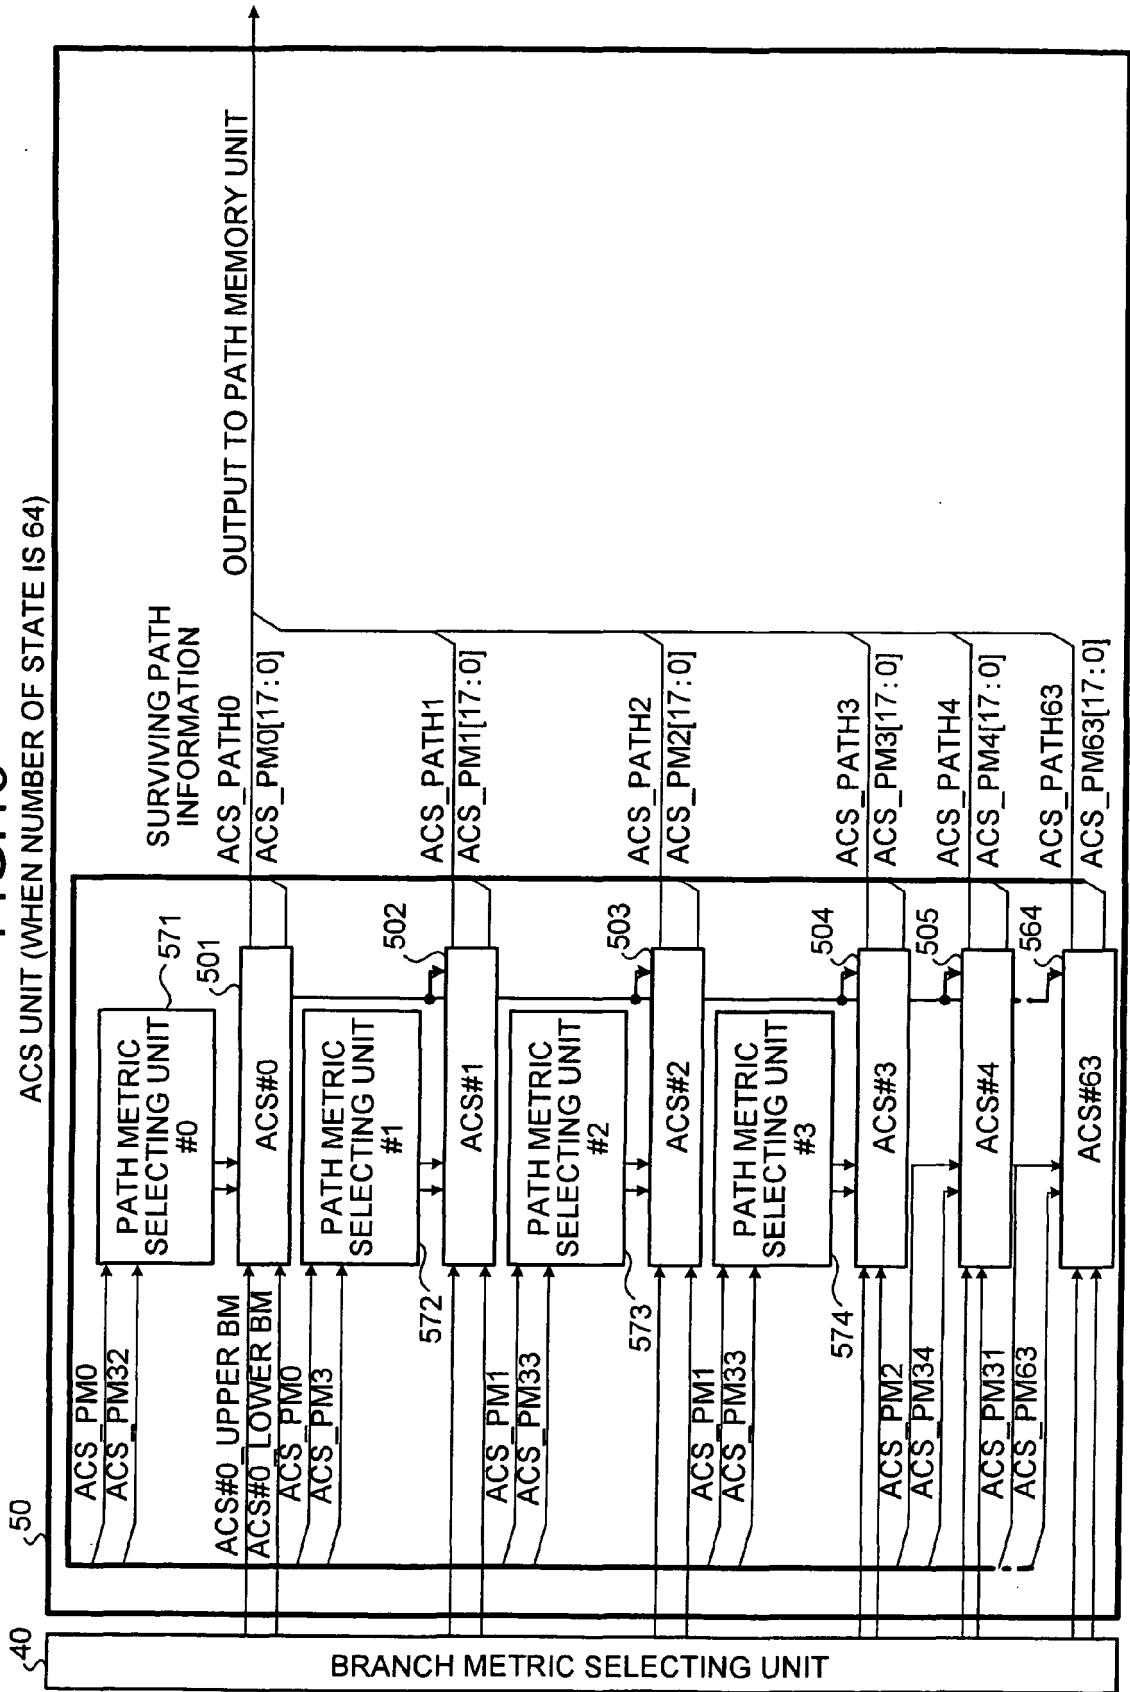 ACS UNIT (WHEN NUMBER OF STATE IS 64)
40
50
BRANCH METRIC SELECTING UNIT
SURVIVING PATH
INFORMATION
OUTPUT TO PATH MEMORY UNIT
ACS_PM0
ACS_PM32
PATH METRIC
SELECTING UNIT
#0
571
ACS#0_UPPER BM
ACS#0_LOWER BM
ACS#0
501
ACS_PATH0
ACS_PM0[17:0]
ACS_PM0
ACS_PM3
PATH METRIC
SELECTING UNIT
#1
572
ACS#1
502
ACS_PATH1
ACS_PM1[17:0]
ACS_PM1
ACS_PM33
PATH METRIC
SELECTING UNIT
#2
573
ACS#2
503
ACS_PATH2
ACS_PM2[17:0]
ACS_PM1
ACS_PM33
PATH METRIC
SELECTING UNIT
#3
574
ACS#3
504
ACS_PATH3
ACS_PM3[17:0]
ACS_PM2
ACS_PM34
ACS#4
505
ACS_PATH4
ACS_PM4[17:0]
ACS_PM31
ACS_PM63
ACS#63
564
ACS_PATH63
ACS_PM63[17:0]